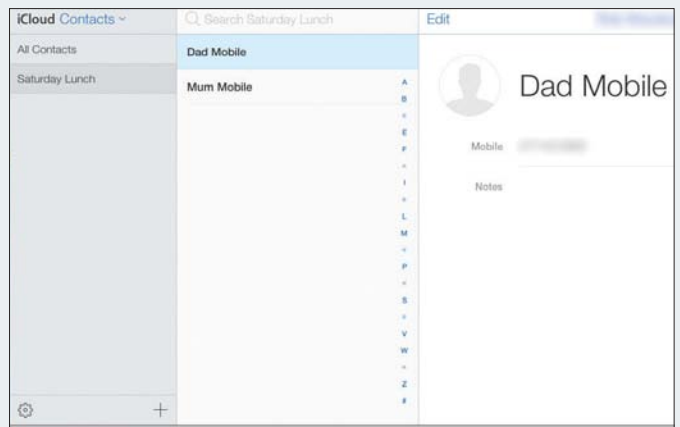 iCloud Contacts
Search Saturday Lunch
Edit
All Contacts
Saturday Lunch
Dad Mobile
Mum Mobile
A
B
E
F
I
L
M
P
S
V
W
Z
#
Dad Mobile
Mobile
Notes